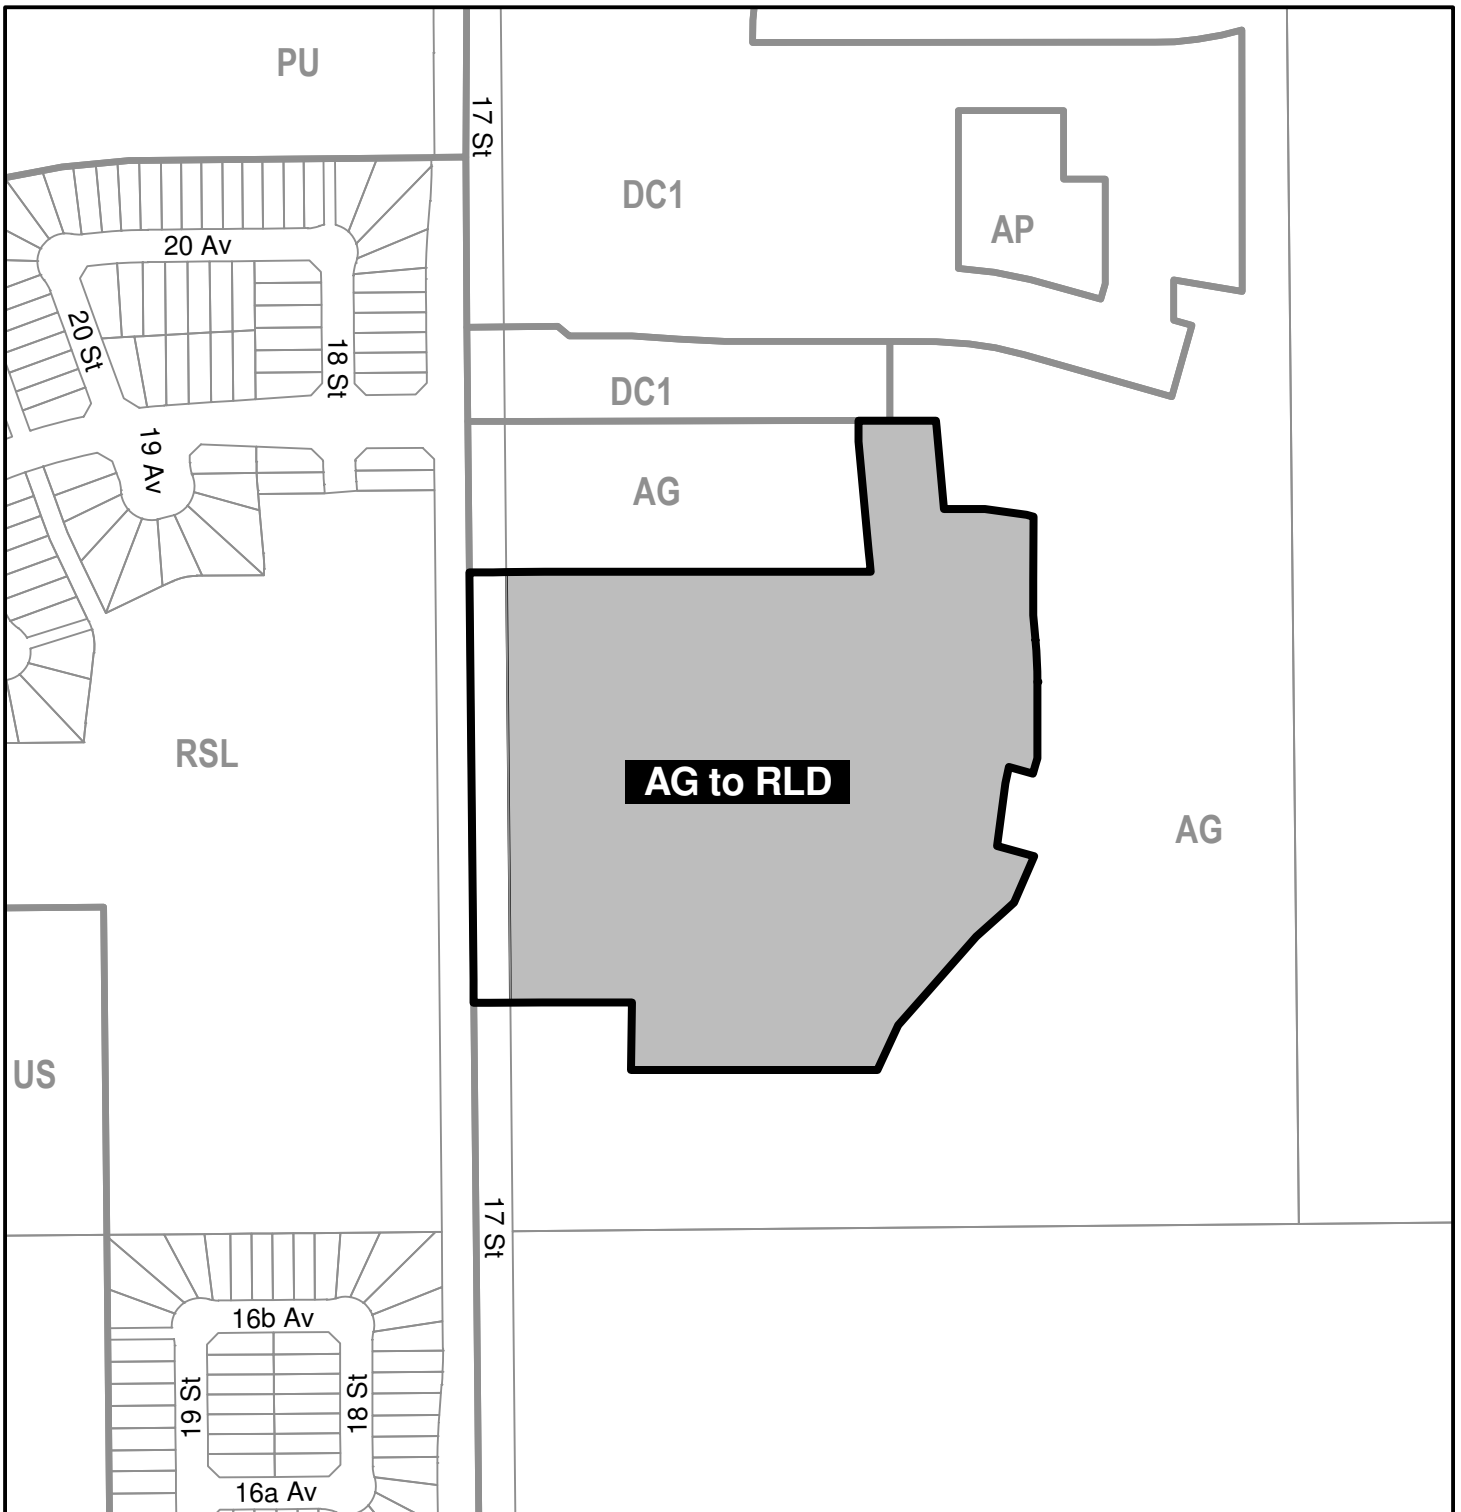 PU
17 St
DC1
AP
20 Av
20 St
18 St
DC1
19 Av
AG
RSL
AG to RLD
AG
US
17 St
16b Av
19 St
18 St
16a Av